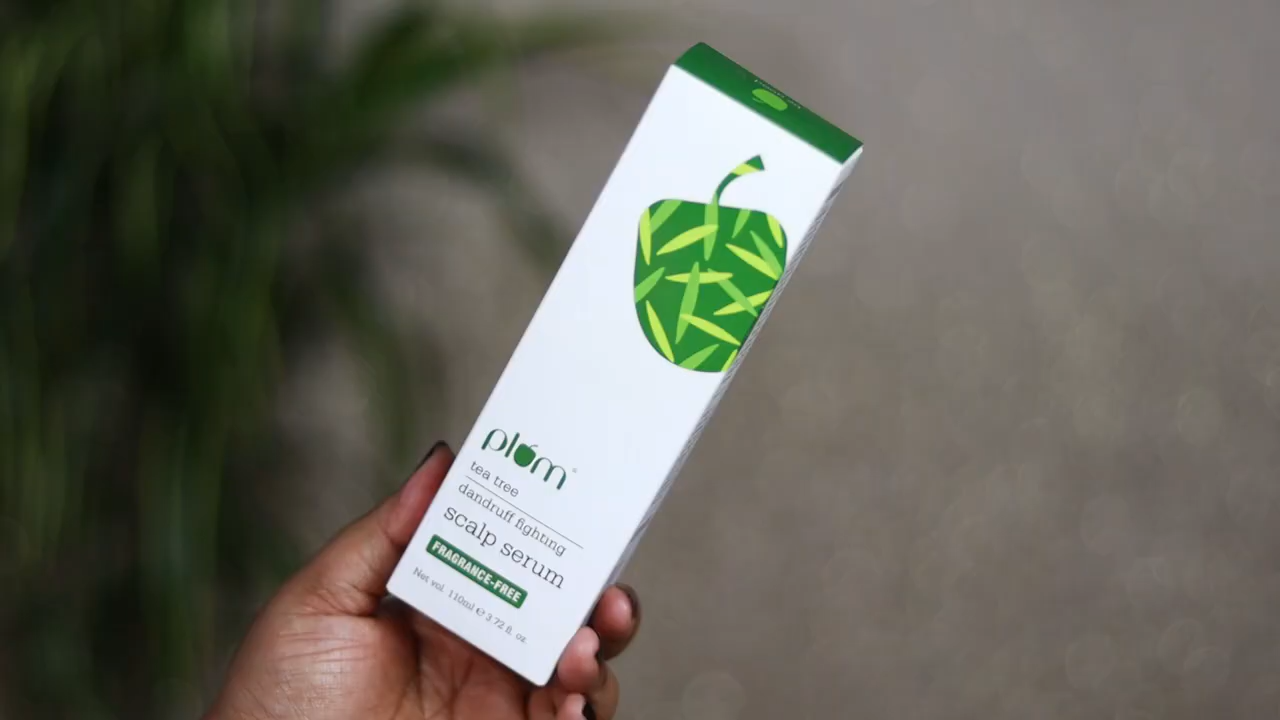 plum®
tea tree
dandruff fighting
scalp serum
FRAGRANCE-FREE
Net vol. 110ml ℮ 3.72 fl. oz.